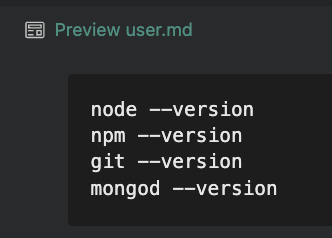 Preview user.md
node --version
npm --version
git --version
mongod --version